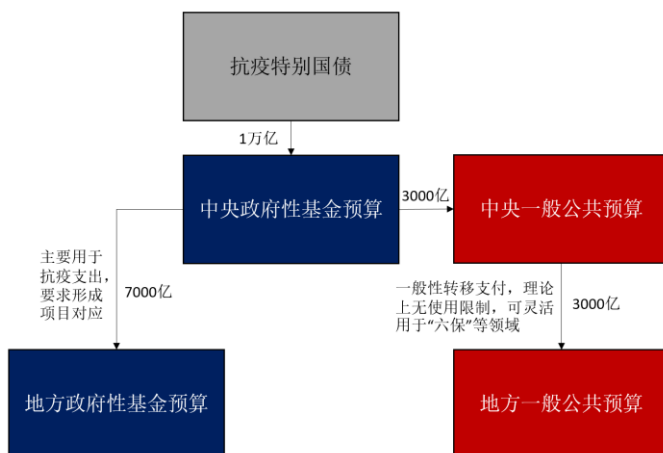 抗疫特别国债
1万亿
中央政府性基金预算
3000亿
中央一般公共预算
主要用于
抗疫支出，
要求形成
项目对应
7000亿
一般性转移支付，理论
上无使用限制，可灵活
用于“六保”等领域
3000亿
地方政府性基金预算
地方一般公共预算